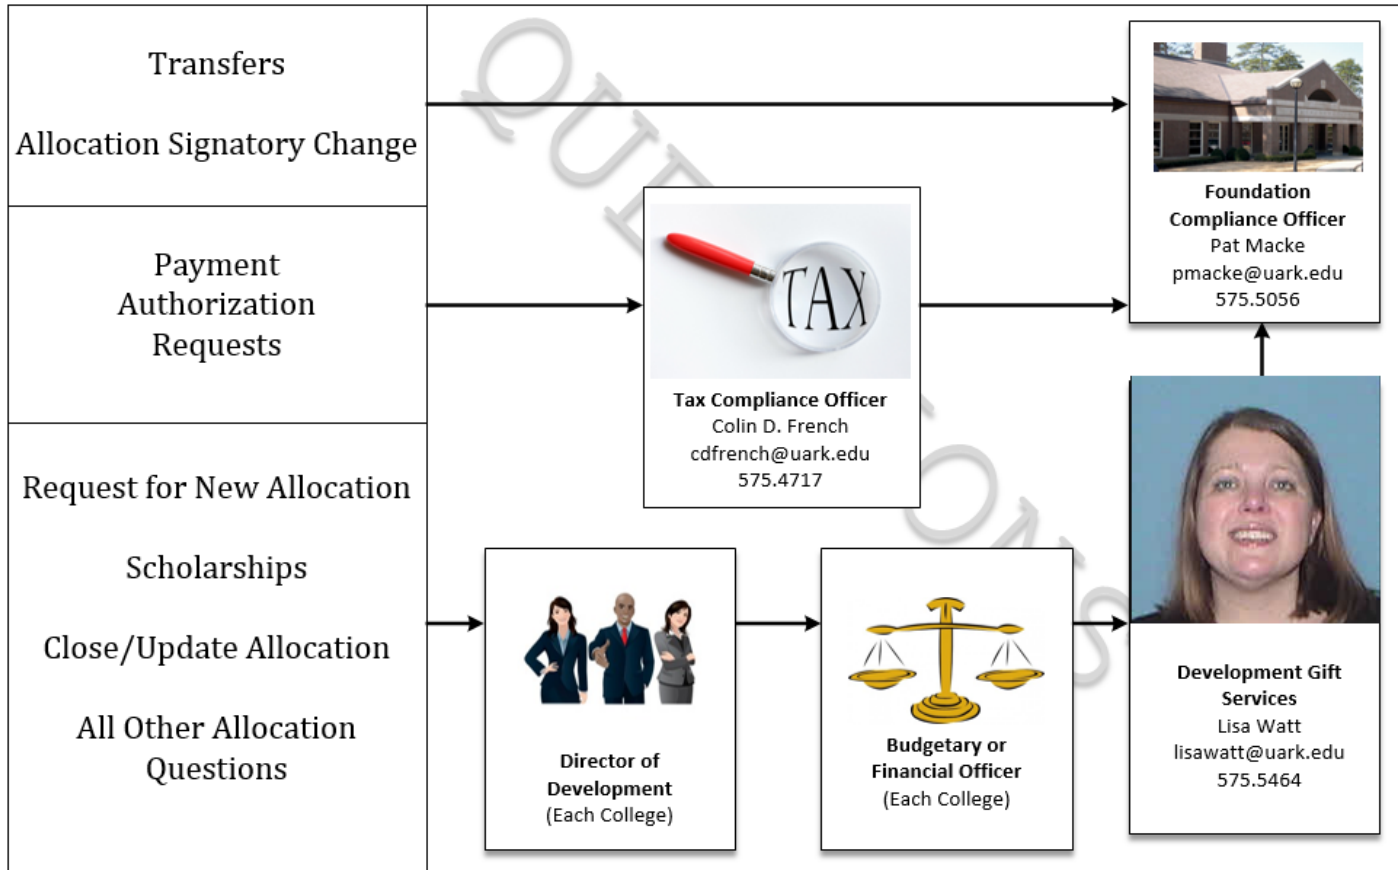 Transfers
Allocation Signatory Change
Payment
Authorization
Requests
Request for New Allocation
Scholarships
Close/Update Allocation
All Other Allocation
Questions
QUESTIONS
TAX
Tax Compliance Officer
Colin D. French
cdfrench@uark.edu
575.4717
Foundation
Compliance Officer
Pat Macke
pmacke@uark.edu
575.5056
Director of
Development
(Each College)
Budgetary or
Financial Officer
(Each College)
Development Gift
Services
Lisa Watt
lisawatt@uark.edu
575.5464